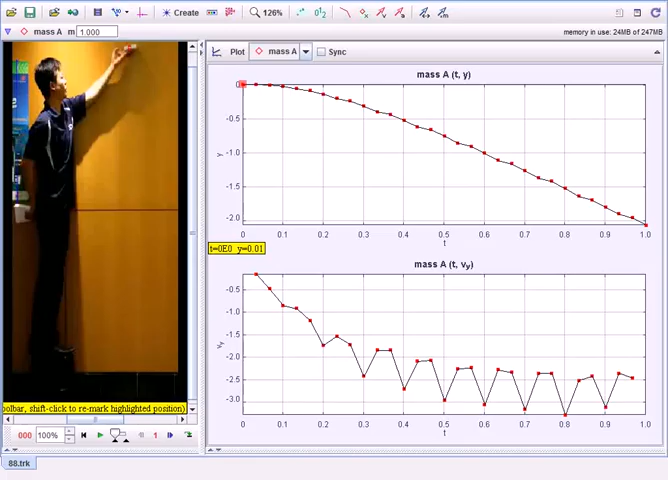 Create
126%
mass A m 1.000
memory in use: 24MB of 247MB
Plot mass A Sync
mass A (t, y)
0
-0.5
-1.0
-1.5
-2.0
y
0 0.1 0.2 0.3 0.4 0.5 0.6 0.7 0.8 0.9 1.0
t
t=0E0 y=0.01
mass A (t, vy)
-0.5
-1.0
-1.5
-2.0
-2.5
-3.0
vy
0 0.1 0.2 0.3 0.4 0.5 0.6 0.7 0.8 0.9 1.0
t
oolbar, shift-click to re-mark highlighted position)
000 100% 1
88.trk